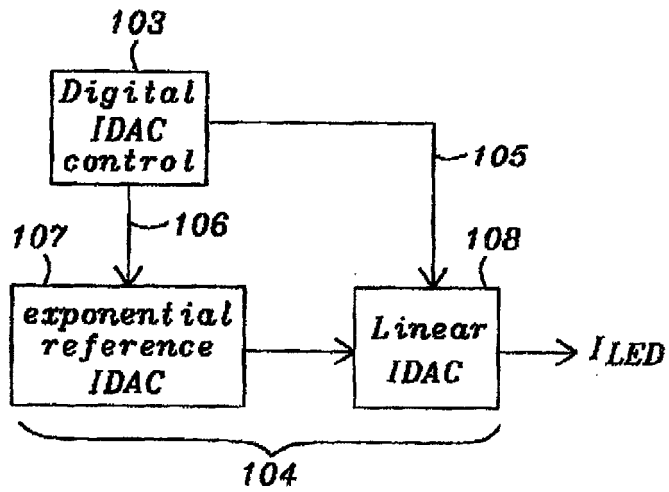 103
Digital
IDAC
control
105
106
107
108
exponential
reference
IDAC
Linear
IDAC
ILED
104